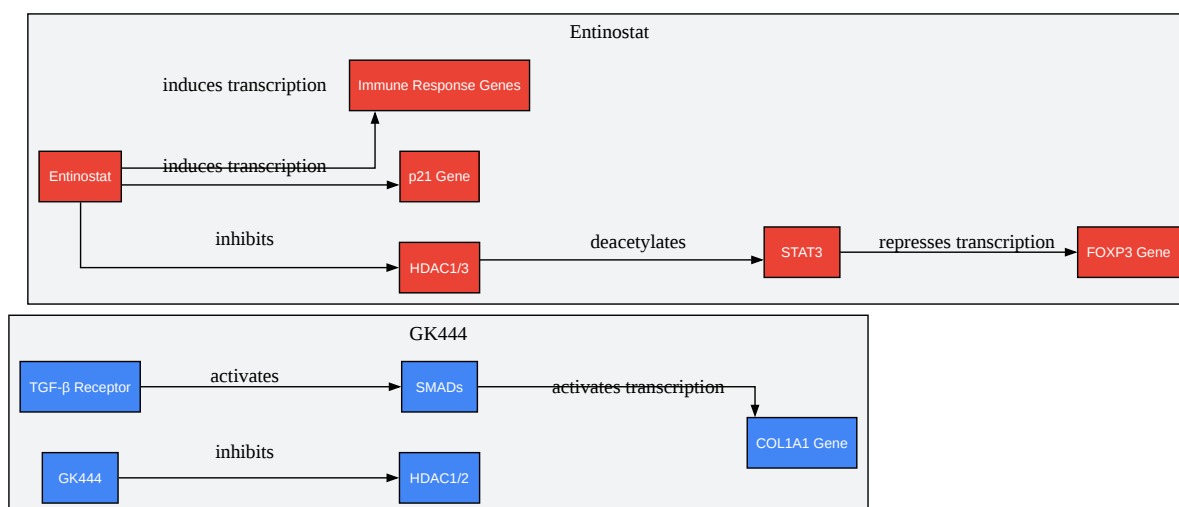 Entinostat
induces transcription
Immune Response Genes
Entinostat
induces transcription
p21 Gene
inhibits
HDAC1/3
deacetylates
STAT3
represses transcription
FOXP3 Gene
GK444
TGF-β Receptor
activates
SMADs
activates transcription
COL1A1 Gene
GK444
inhibits
HDAC1/2